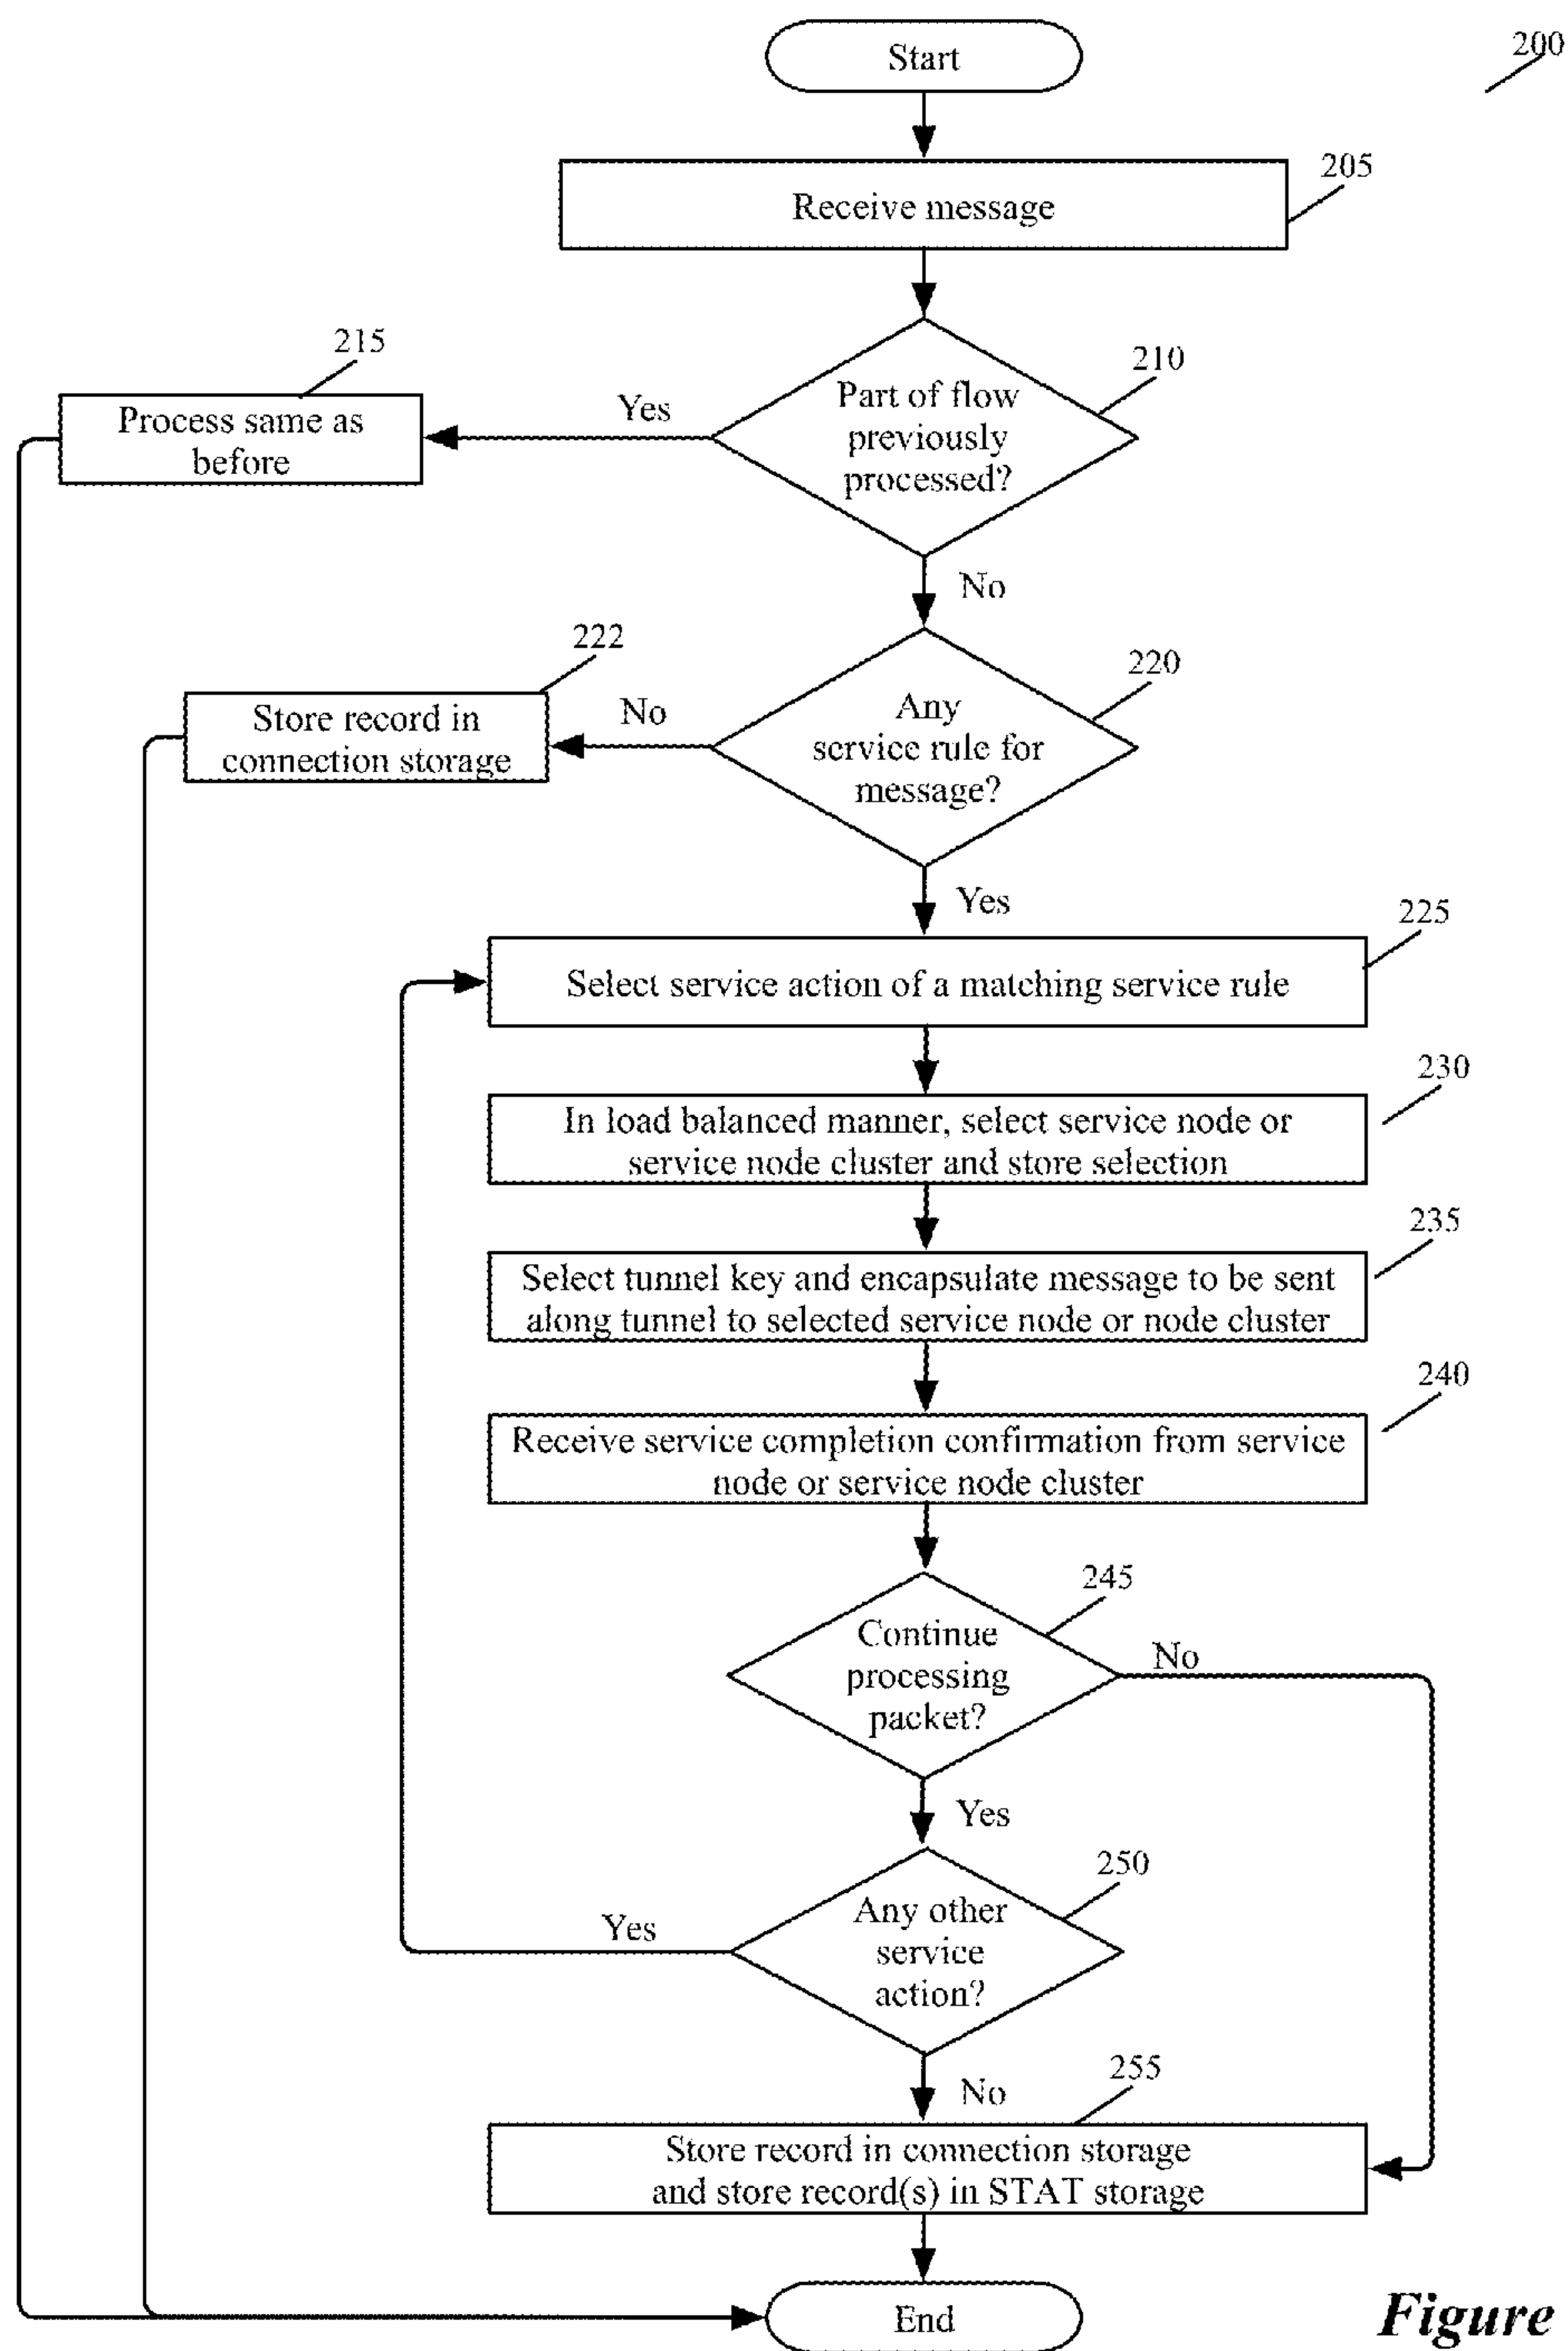 Start
200
205
Receive message
215
210
Process same as
before
Yes
Part of flow
previously
processed?
No
222
220
Store record in
connection storage
No
Any
service rule for
message?
Yes
225
Select service action of a matching service rule
230
In load balanced manner, select service node or
service node cluster and store selection
235
Select tunnel key and encapsulate message to be sent
along tunnel to selected service node or node cluster
240
Receive service completion confirmation from service
node or service node cluster
245
Continue
processing
packet?
No
Yes
250
Yes
Any other
service
action?
No
255
Store record in connection storage
and store record(s) in STAT storage
End
Figure